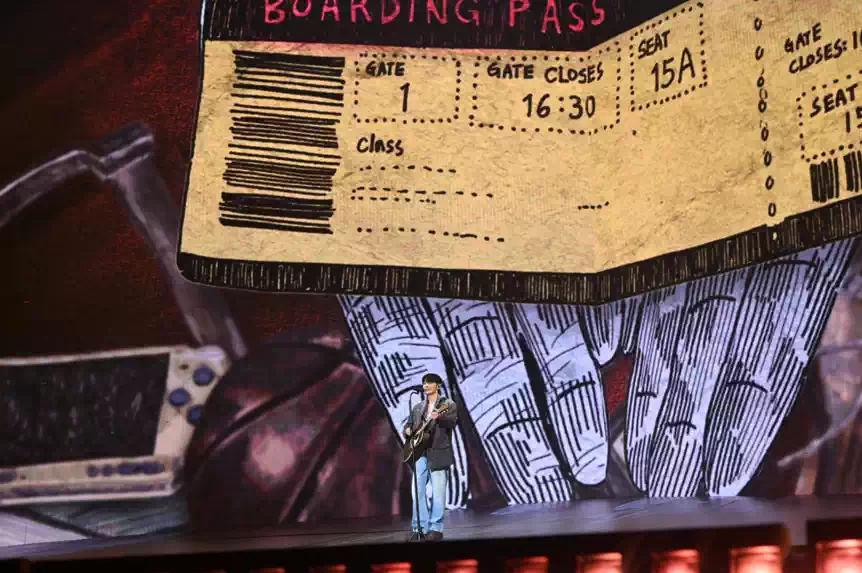 BOARDING PASS
GATE
1
GATE CLOSES
16:30
SEAT
15A
Class
GATE
CLOSES:
SEAT